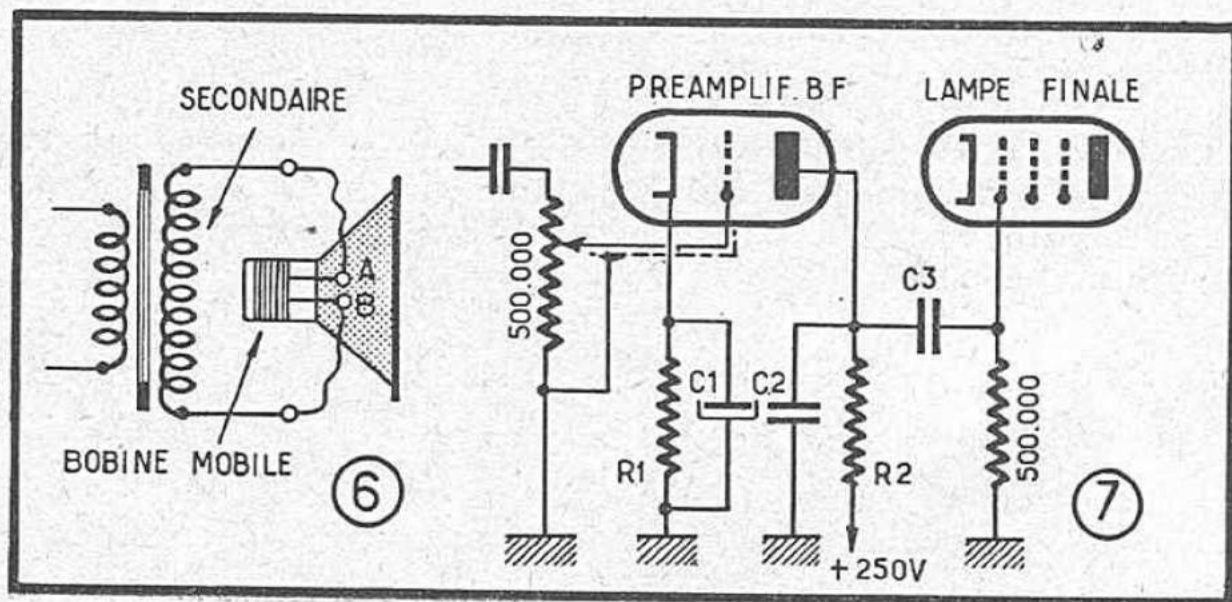 SECONDAIRE
A
B
BOBINE MOBILE
6
PREAMPLIF. B F
LAMPE FINALE
500.000
C1
C2
C3
R1
R2
+250V
500.000
7